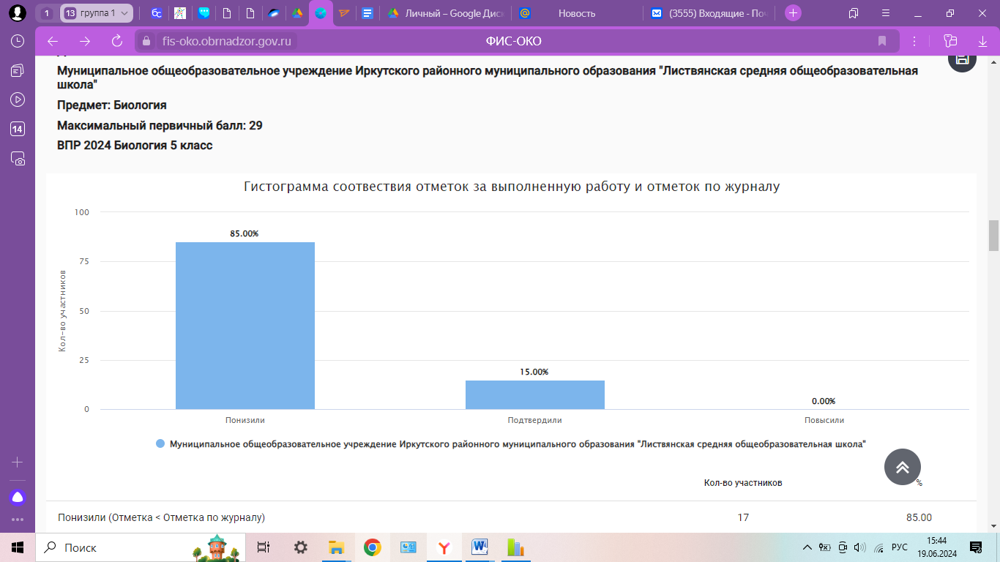 1
13
группа 1
Личный – Google Дис
Новость
(3555) Входящие - Поч
fis-oko.obrnadzor.gov.ru
ФИС-ОКО
14
Муниципальное общеобразовательное учреждение Иркутского районного муниципального образования "Листвянская средняя общеобразовательная
школа"
Предмет: Биология
Максимальный первичный балл: 29
ВПР 2024 Биология 5 класс
Гистограмма соотвествия отметок за выполненную работу и отметок по журналу
Кол-во участников
100
75
50
25
0
85.00%
15.00%
0.00%
Понизили
Подтвердили
Повысили
Муниципальное общеобразовательное учреждение Иркутского районного муниципального образования "Листвянская средняя общеобразовательная школа"
Кол-во участников
%
Понизили (Отметка < Отметка по журналу)
17
85.00
Поиск
РУС
15:44
19.06.2024